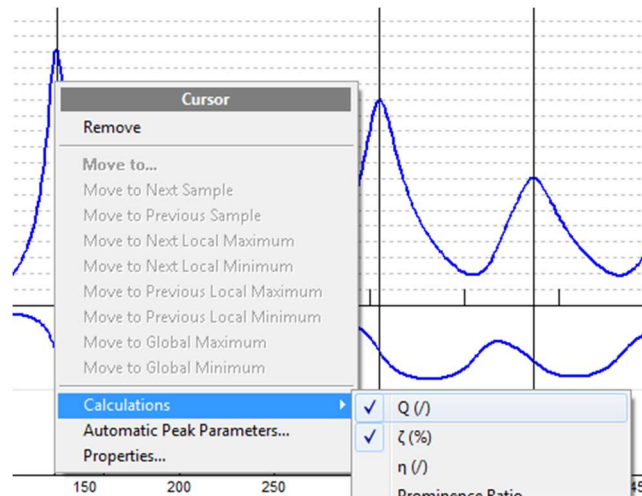 Cursor
Remove
Move to...
Move to Next Sample
Move to Previous Sample
Move to Next Local Maximum
Move to Next Local Minimum
Move to Previous Local Maximum
Move to Previous Local Minimum
Move to Global Maximum
Move to Global Minimum
Calculations
Automatic Peak Parameters...
Properties...
Q (/)
ζ (%)
η (/)
Prominence Ratio
150 200 250